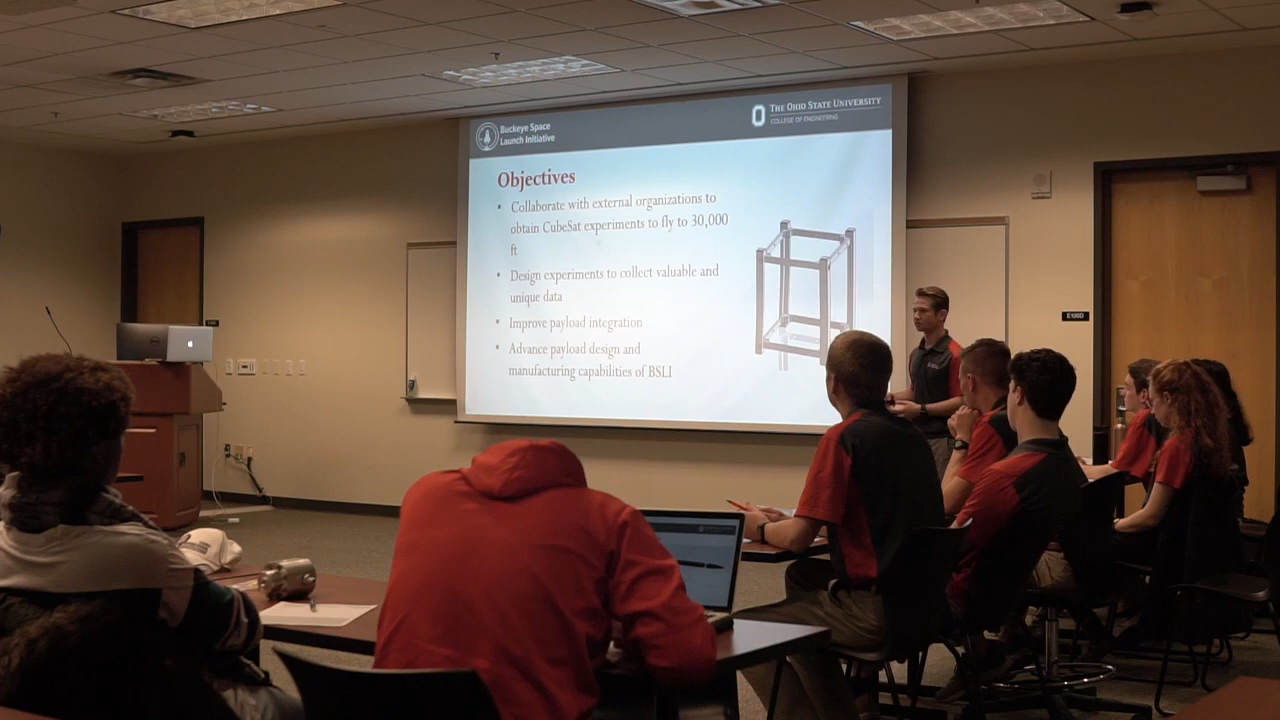 Buckeye Space
Launch Initiative
THE OHIO STATE UNIVERSITY
COLLEGE OF ENGINEERING
Objectives
• Collaborate with external organizations to
obtain CubeSat experiments to fly to 30,000
ft
• Design experiments to collect valuable and
unique data
• Improve payload integration
• Advance payload design and
manufacturing capabilities of BSLI